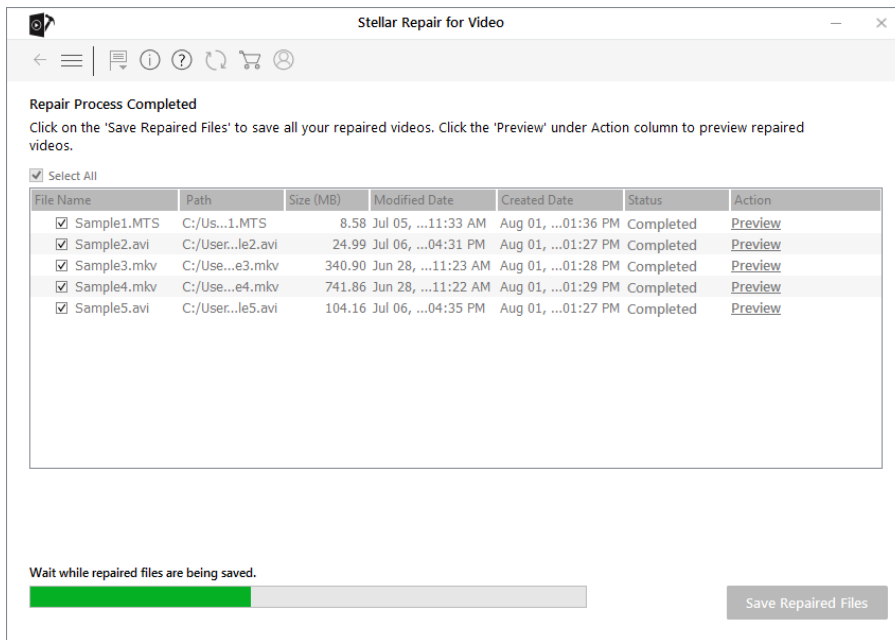 Stellar Repair for Video
Repair Process Completed
Click on the 'Save Repaired Files' to save all your repaired videos. Click the 'Preview' under Action column to preview repaired
videos.
Select All
File Name Path Size (MB) Modified Date Created Date Status Action
Sample1.MTS C:/Us...1.MTS 8.58 Jul 05, ...11:33 AM Aug 01, ...01:36 PM Completed Preview
Sample2.avi C:/User...le2.avi 24.99 Jul 06, ...04:31 PM Aug 01, ...01:27 PM Completed Preview
Sample3.mkv C:/Use...e3.mkv 340.90 Jun 28, ...11:23 AM Aug 01, ...01:28 PM Completed Preview
Sample4.mkv C:/Use...e4.mkv 741.86 Jun 28, ...11:22 AM Aug 01, ...01:29 PM Completed Preview
Sample5.avi C:/User...le5.avi 104.16 Jul 06, ...04:35 PM Aug 01, ...01:27 PM Completed Preview
Wait while repaired files are being saved.
Save Repaired Files